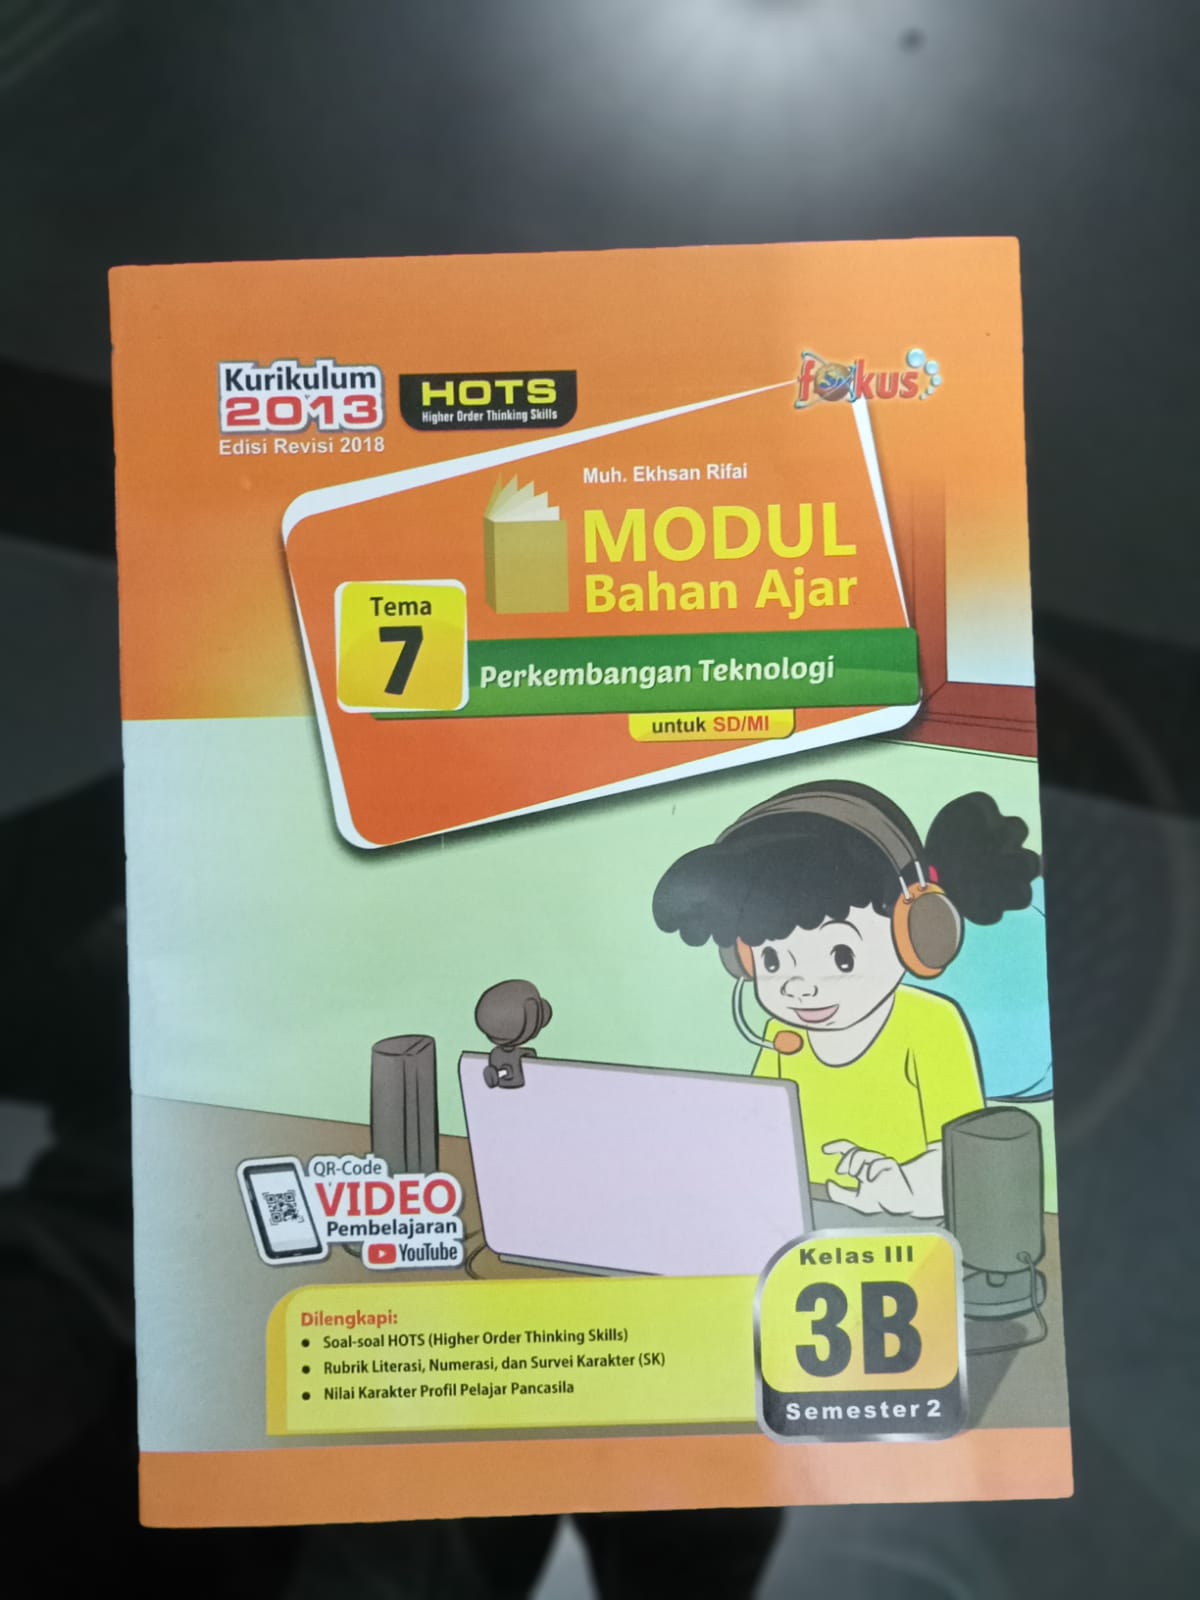 Kurikulum
2013
Edisi Revisi 2018
HOTS
Higher Order Thinking Skills
fokus
Muh. Ekhsan Rifai
MODUL
Bahan Ajar
Tema
7
Perkembangan Teknologi
untuk SD/MI
QR-Code
VIDEO
Pembelajaran
YouTube
Dilengkapi:
• Soal-soal HOTS (Higher Order Thinking Skills)
• Rubrik Literasi, Numerasi, dan Survei Karakter (SK)
• Nilai Karakter Profil Pelajar Pancasila
Kelas III
3B
Semester 2